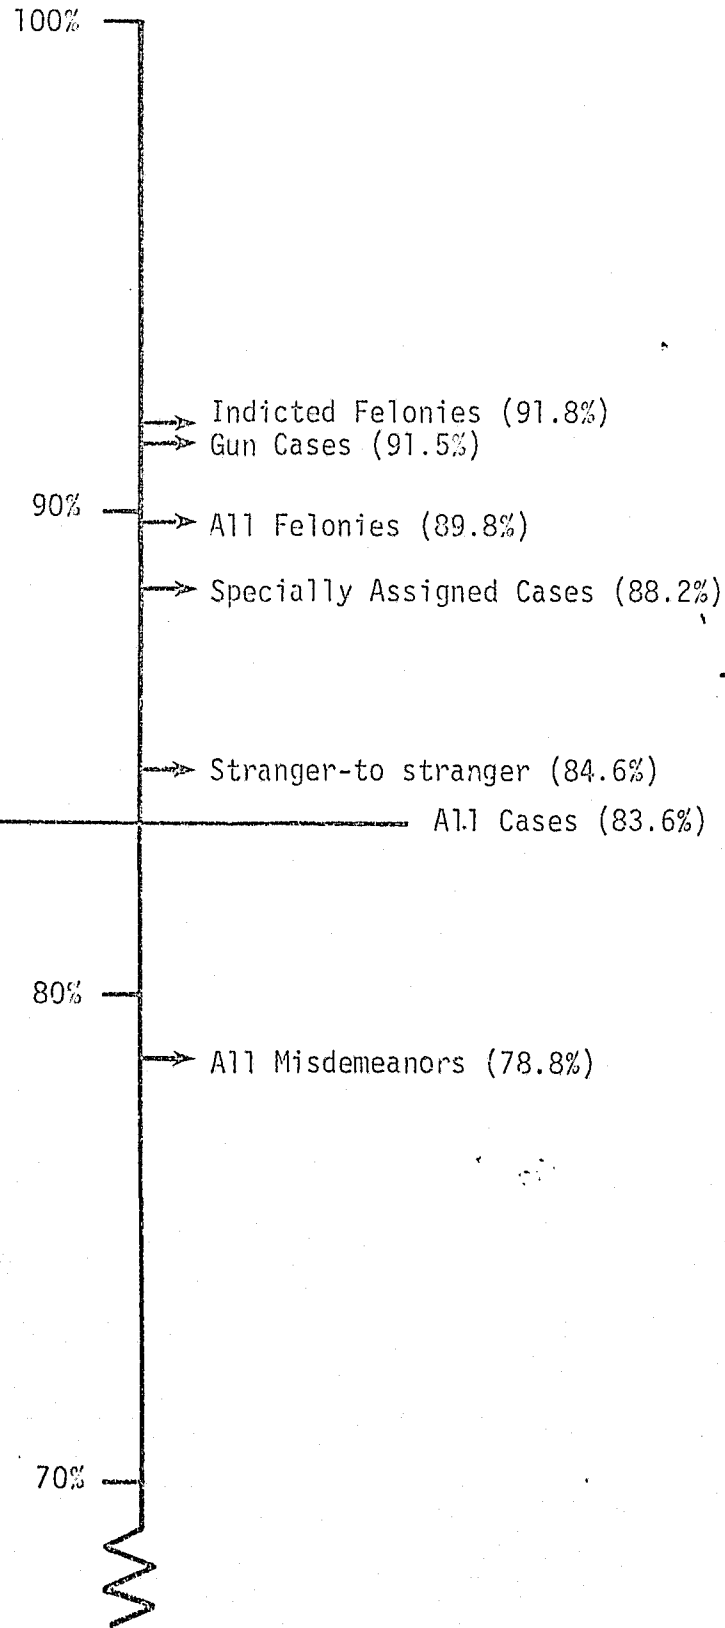 100%
Indicted Felonies (91.8%)
Gun Cases (91.5%)
90%
All Felonies (89.8%)
Specially Assigned Cases (88.2%)
Stranger-to stranger (84.6%)
All Cases (83.6%)
80%
All Misdemeanors (78.8%)
70%